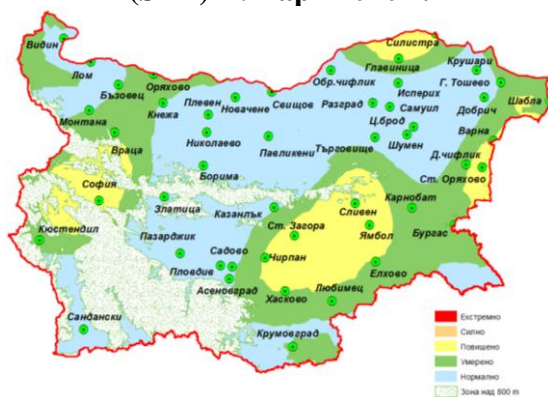 Видин
Лом
Бъзовец
Оряхово
Монтана
Кнежа
Плевен
Новачене
Свищов
Обр.чифлик
Силистра
Главиница
Крушари
Исперих
Г. Тошево
Разград
Самуил
Ц.брод
Добрич
Шабла
Враца
Николаево
Павликени
Търговище
Шумен
Варна
Д.чифлик
Ст. Оряхово
Борима
София
Златица
Казанлък
Сливен
Карнобат
Кюстендил
Пазарджик
Ст. Загора
Ямбол
Бургас
Садово
Чирпан
Пловдив
Асеновград
Елхово
Хасково
Любимец
Сандански
Крумовград
Екстремно
Силно
Повишено
Умерено
Нормално
Зона над 800 m